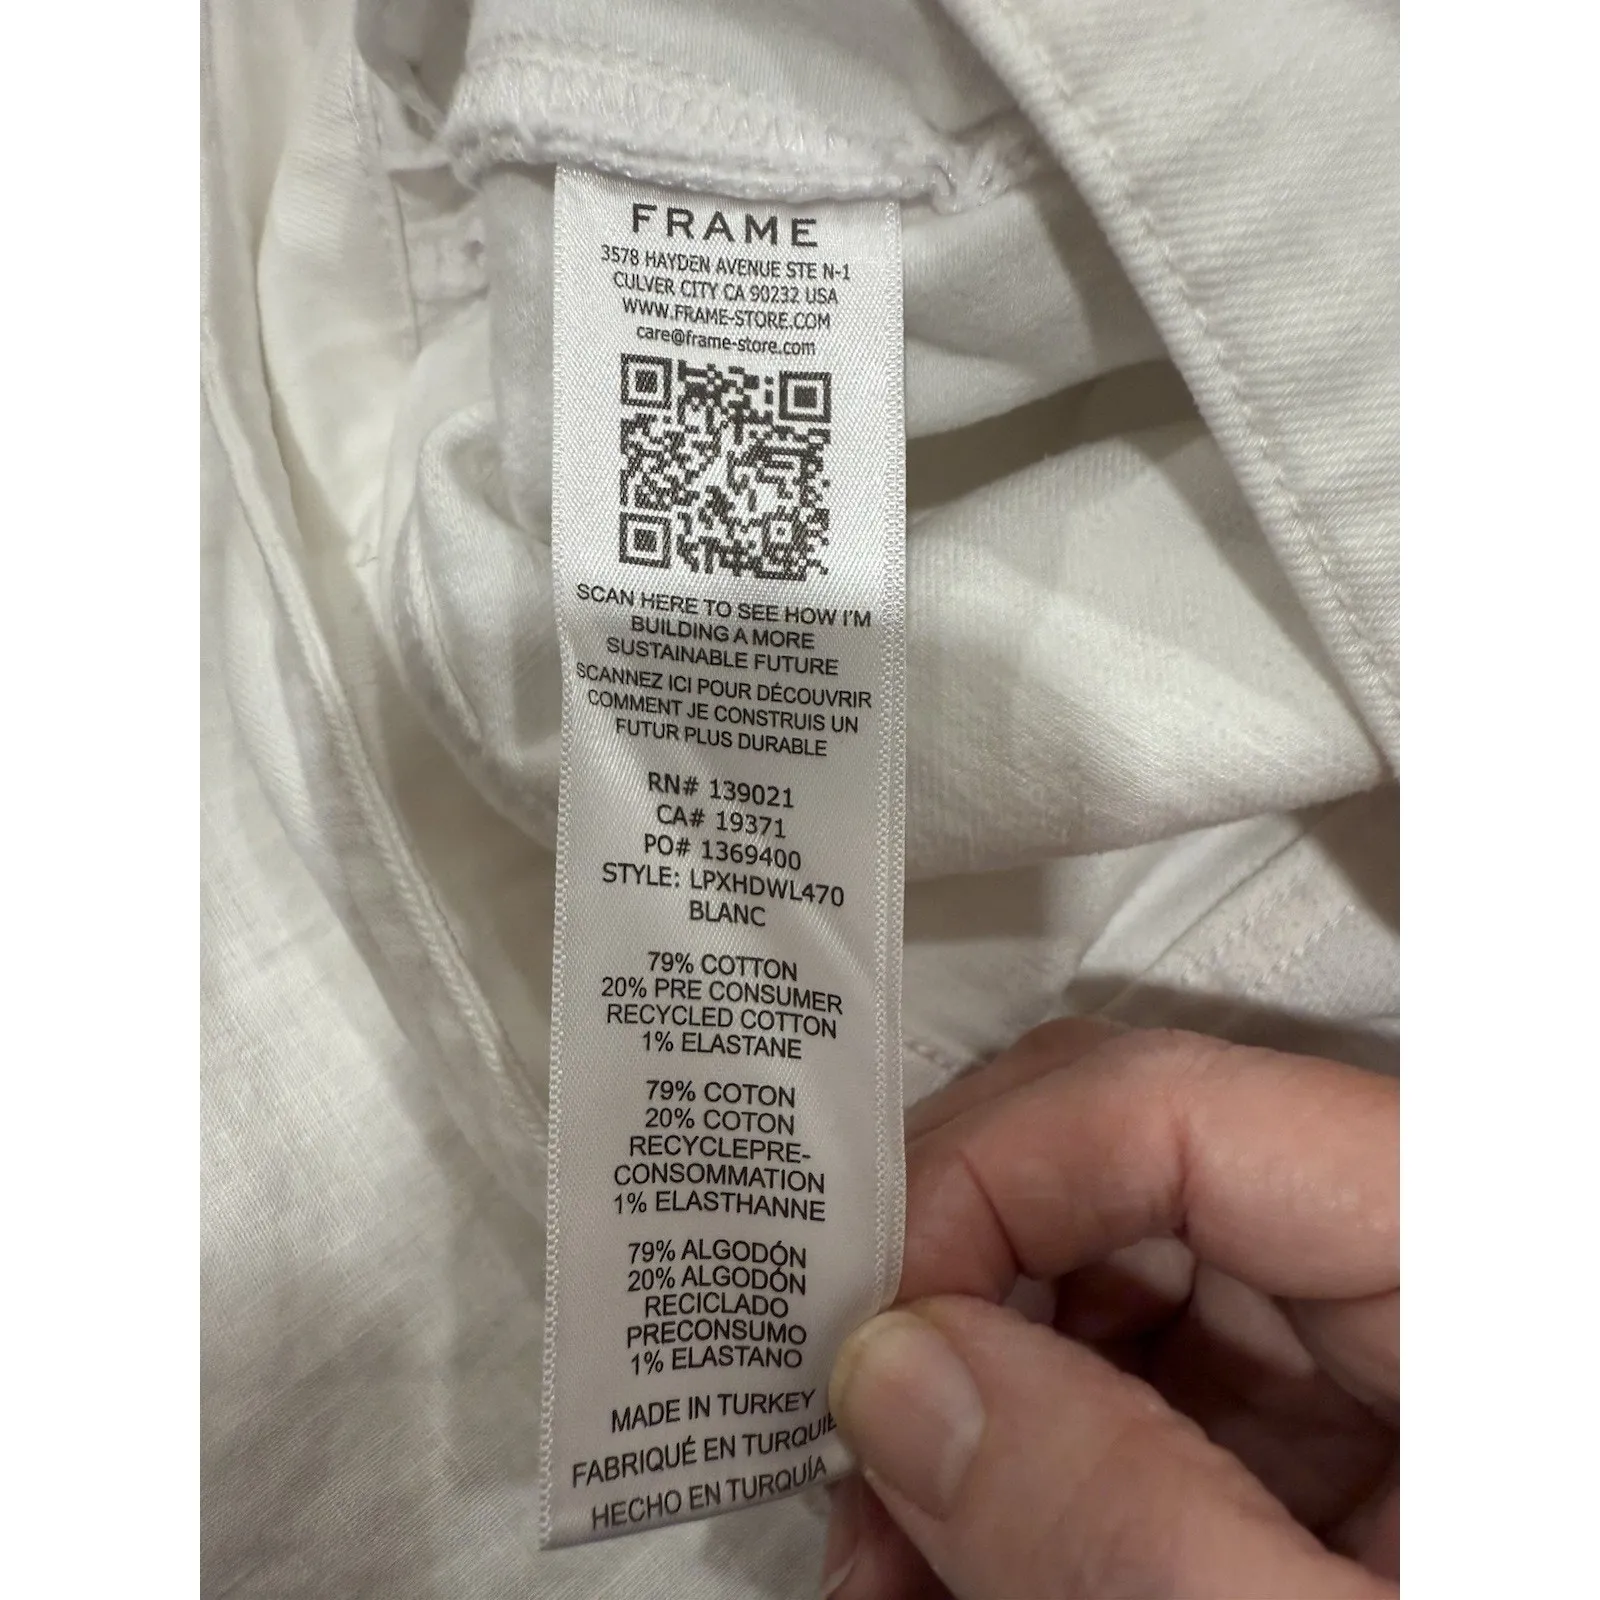 FRAME
3578 HAYDEN AVENUE STE N-1
CULVER CITY CA 90232 USA
WWW.FRAME-STORE.COM
care@frame-store.com
SCAN HERE TO SEE HOW I'M
BUILDING A MORE
SUSTAINABLE FUTURE
SCANNEZ ICI POUR DÉCOUVRIR
COMMENT JE CONSTRUIS UN
FUTUR PLUS DURABLE
RN# 139021
CA# 19371
PO# 1369400
STYLE: LPXHDWL470
BLANC
79% COTTON
20% PRE CONSUMER
RECYCLED COTTON
1% ELASTANE
79% COTON
20% COTON
RECYCLEPRE-
CONSOMMATION
1% ELASTHANNE
79% ALGODÓN
20% ALGODÓN
RECICLADO
PRECONSUMO
1% ELASTANO
MADE IN TURKEY
FABRIQUÉ EN TURQUIE
HECHO EN TURQUÍA